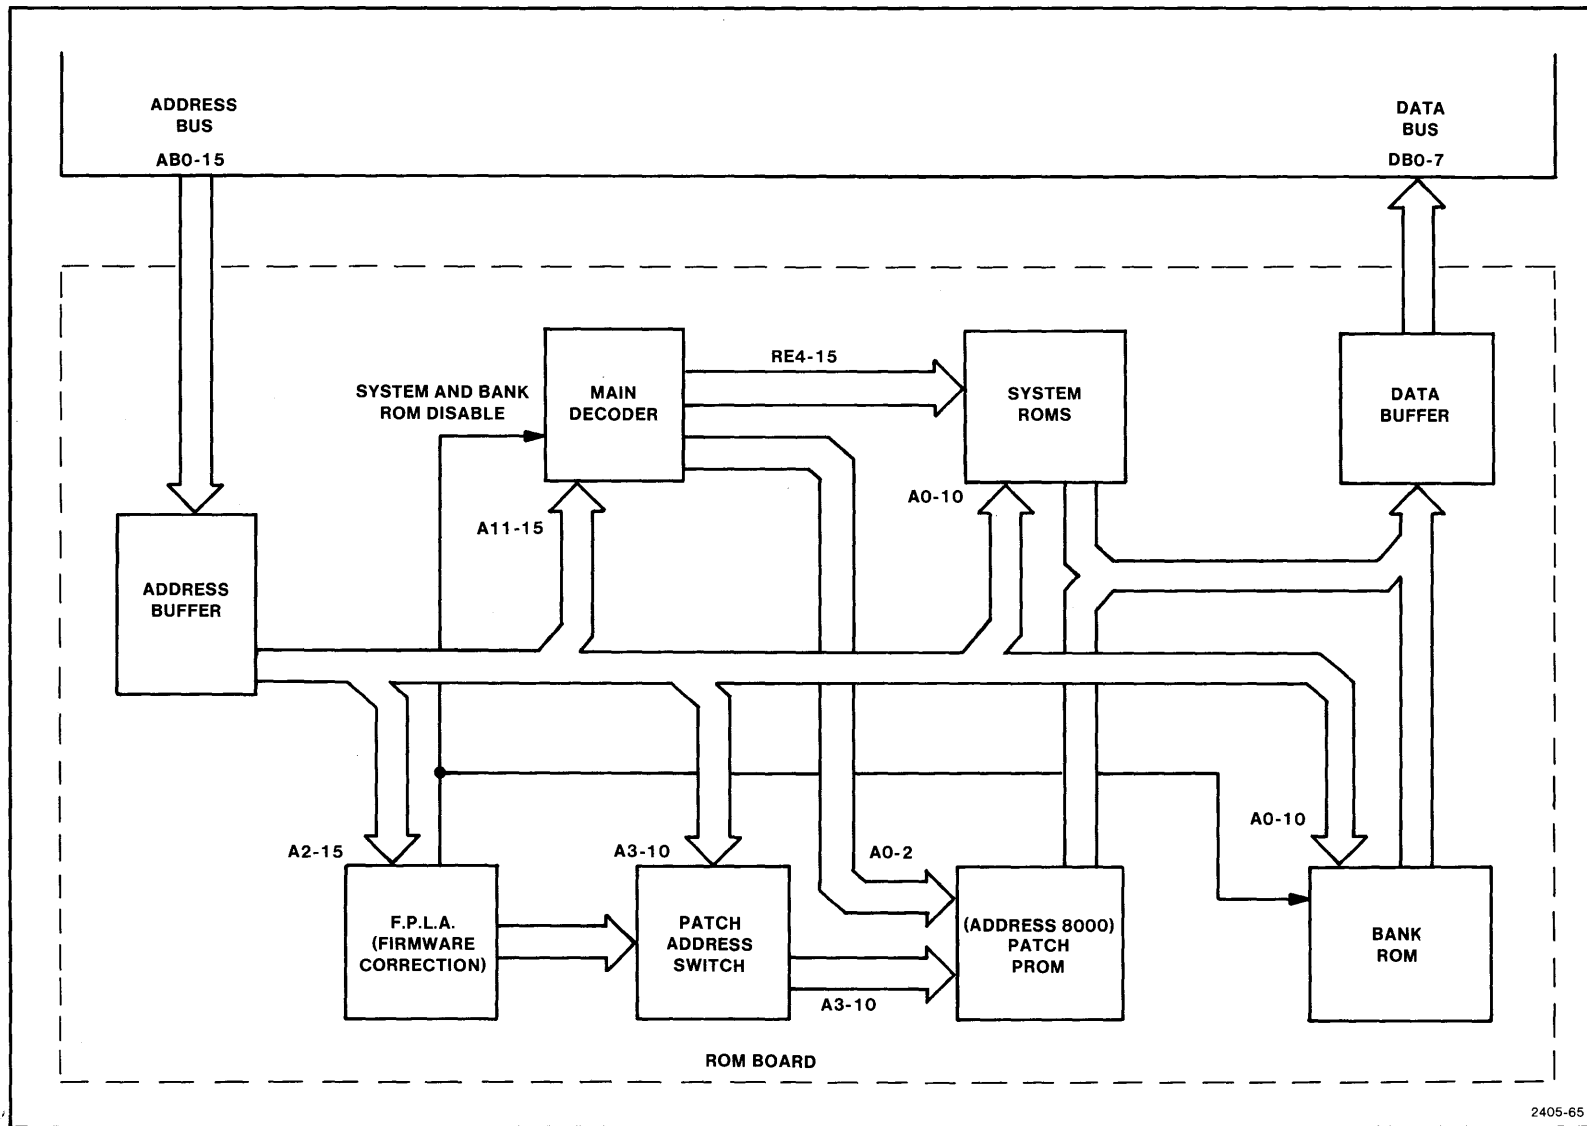 ADDRESS
BUS
AB0-15
DATA
BUS
DB0-7
SYSTEM AND BANK
ROM DISABLE
MAIN
DECODER
RE4-15
SYSTEM
ROMS
DATA
BUFFER
A11-15
A0-10
ADDRESS
BUFFER
A2-15
A3-10
A0-2
A0-10
F.P.L.A.
(FIRMWARE
CORRECTION)
PATCH
ADDRESS
SWITCH
A3-10
(ADDRESS 8000)
PATCH
PROM
BANK
ROM
ROM BOARD
2405-65